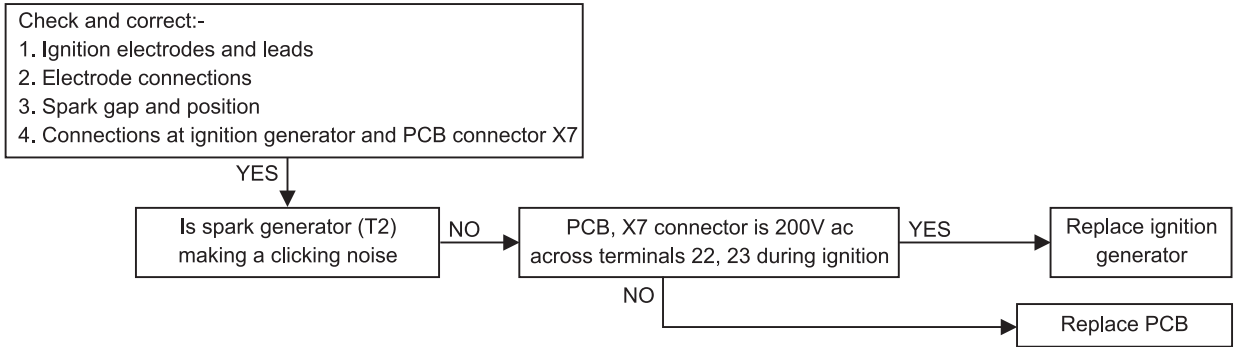 Check and correct:-
1. Ignition electrodes and leads
2. Electrode connections
3. Spark gap and position
4. Connections at ignition generator and PCB connector X7
YES
Is spark generator (T2)
making a clicking noise
NO
PCB, X7 connector is 200V ac
across terminals 22, 23 during ignition
YES
Replace ignition
generator
NO
Replace PCB